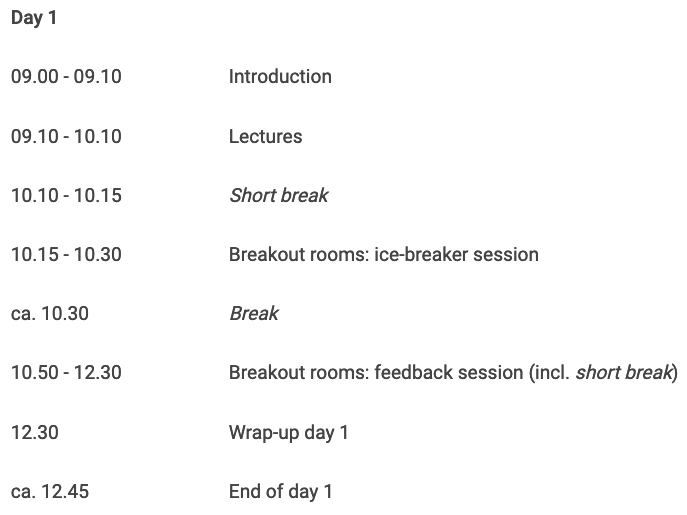 Day 1
09.00 - 09.10 Introduction
09.10 - 10.10 Lectures
10.10 - 10.15 Short break
10.15 - 10.30 Breakout rooms: ice-breaker session
ca. 10.30 Break
10.50 - 12.30 Breakout rooms: feedback session (incl. short break)
12.30 Wrap-up day 1
ca. 12.45 End of day 1